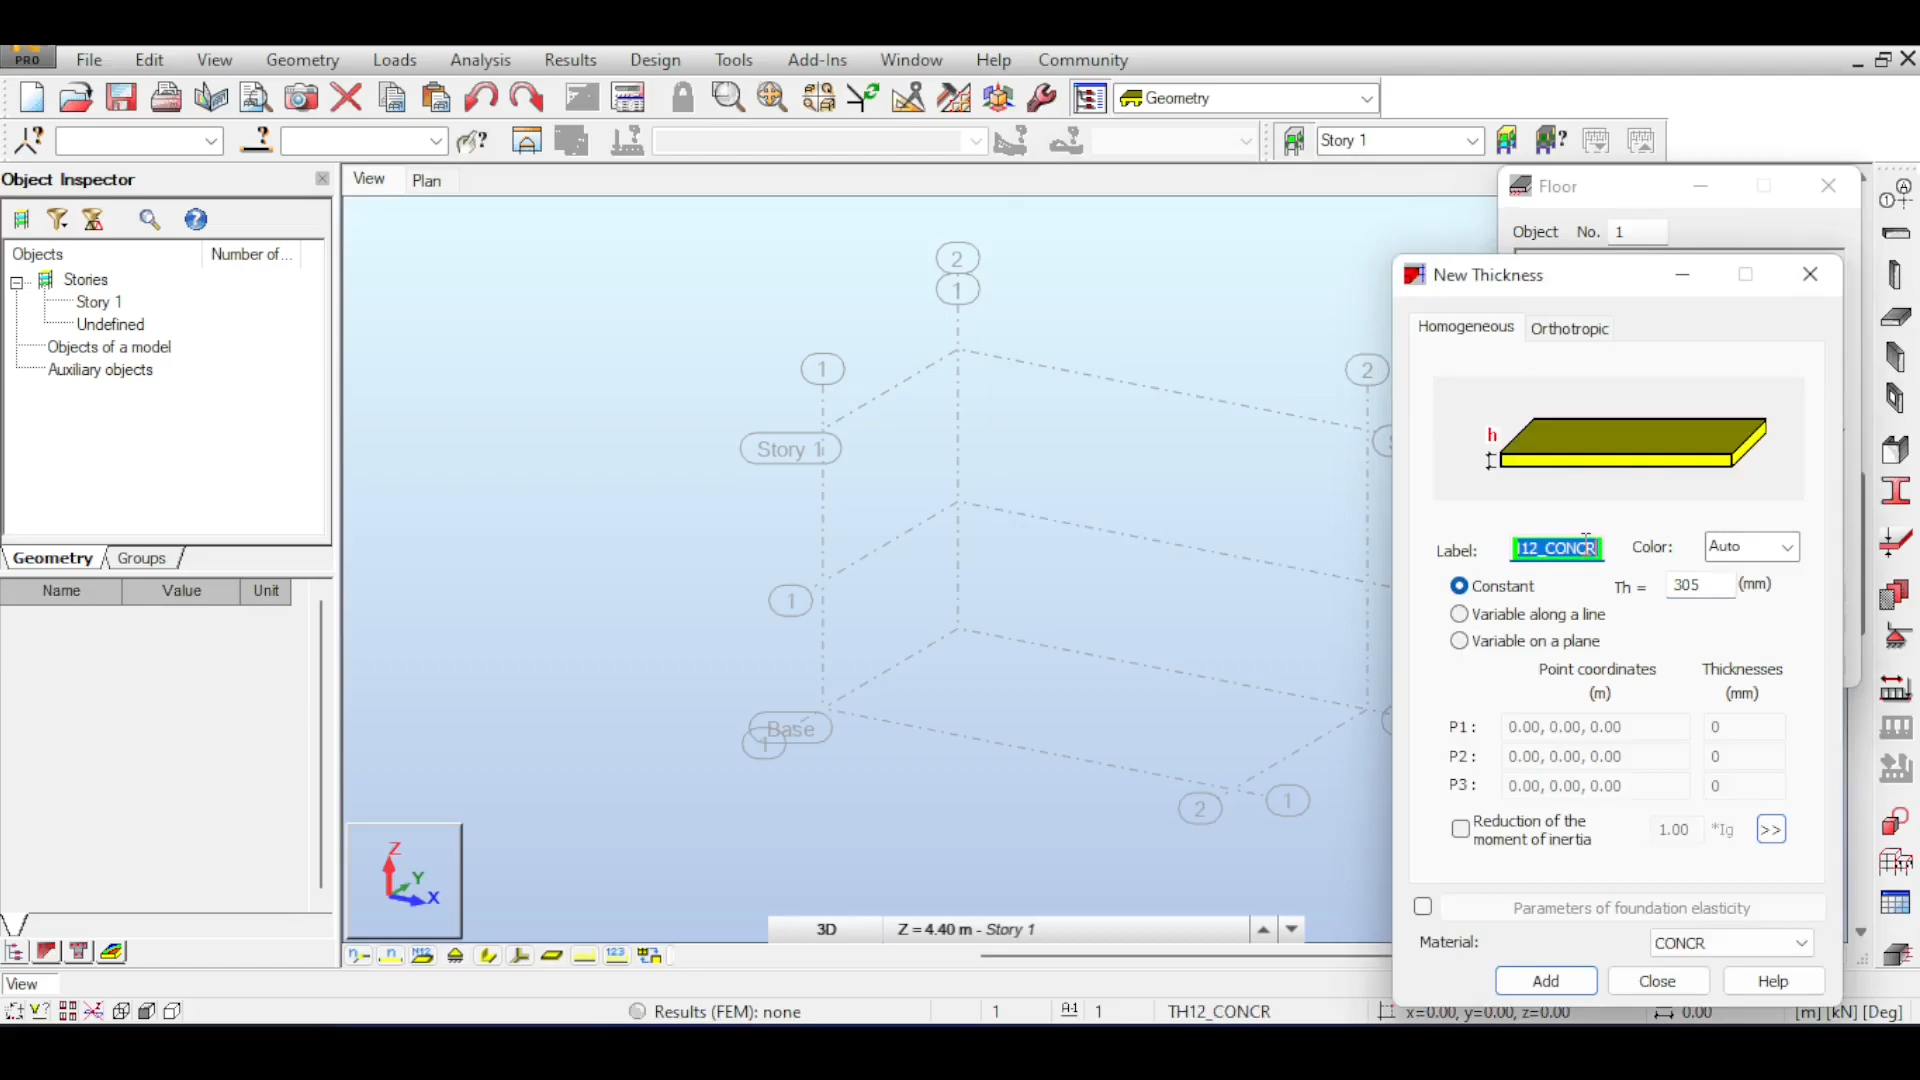 PRO File Edit View Geometry Loads Analysis Results Design Tools Add-Ins Window Help Community
Geometry
Story 1
Object Inspector
View Plan
Floor
Object No. 1
Objects Number of...
Stories
Story 1
Undefined
Objects of a model
Auxiliary objects
Geometry Groups
Name Value Unit
2
1
1
2
Story 1
1
Base
1
2
1
Z
Y
X
3D Z = 4.40 m - Story 1
New Thickness
Homogeneous Orthotropic
h
Label: 12_CONCR Color: Auto
Constant Th = 305 (mm)
Variable along a line
Variable on a plane
Point coordinates Thicknesses
(m) (mm)
P1: 0.00, 0.00, 0.00 0
P2: 0.00, 0.00, 0.00 0
P3: 0.00, 0.00, 0.00 0
Reduction of the
moment of inertia 1.00 *Ig >>
Parameters of foundation elasticity
Material: CONCR
Add Close Help
View
Results (FEM): none 1 1 TH12_CONCR x=0.00, y=0.00, z=0.00 0.00 [m] [kN] [Deg]